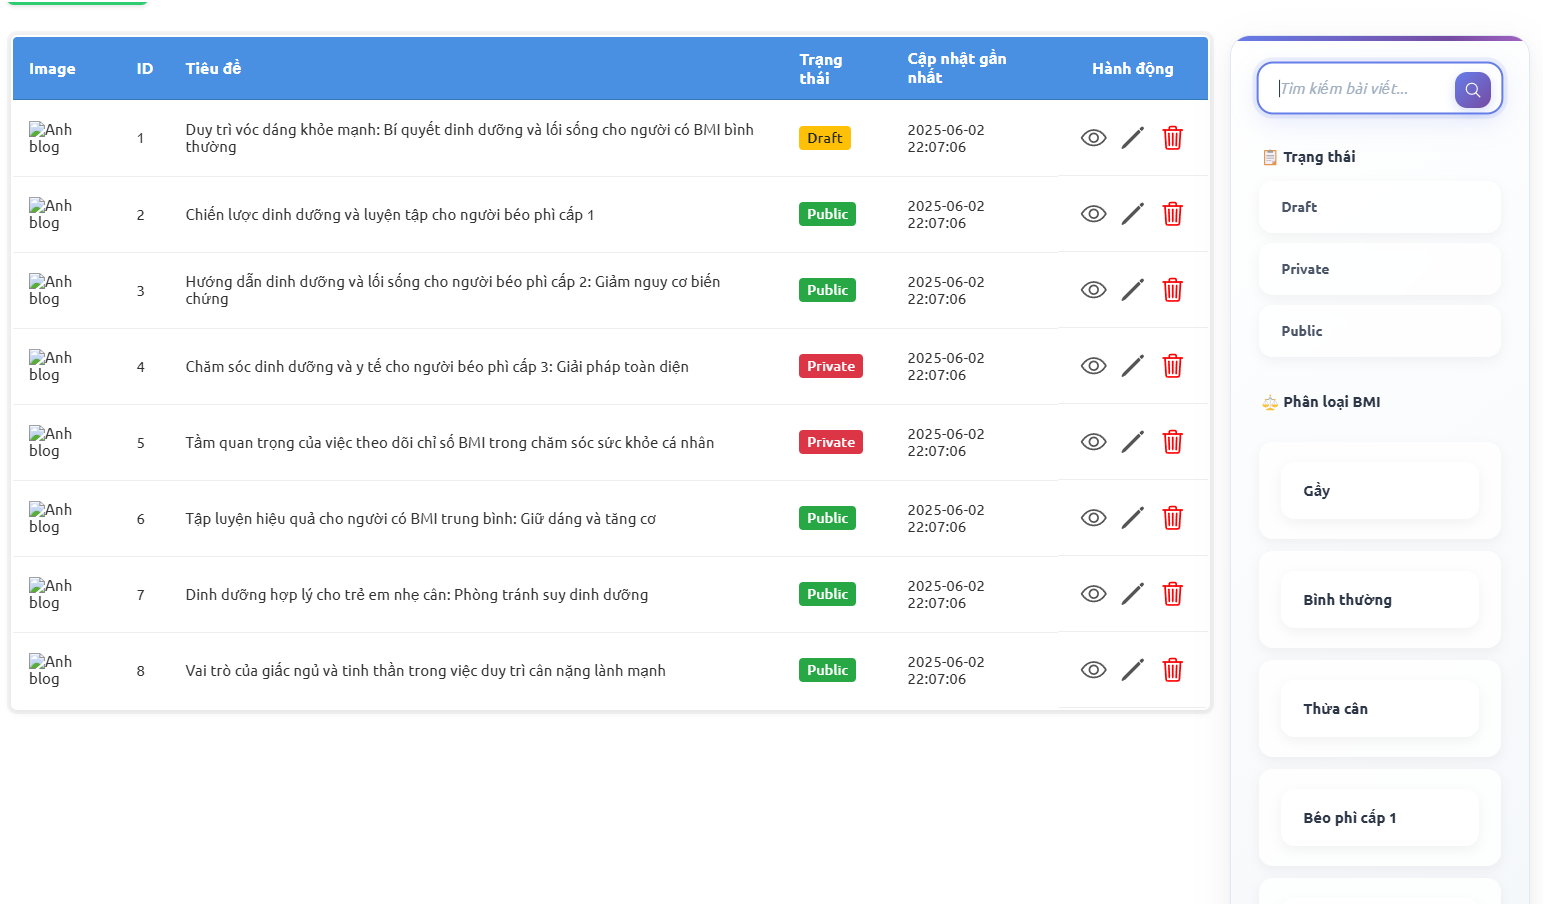 Image
ID
Tiêu đề
Trạng
thái
Cập nhật gần
nhất
Hành động
Anh
blog
1
Duy trì vóc dáng khỏe mạnh: Bí quyết dinh dưỡng và lối sống cho người có BMI bình
thường
Draft
2025-06-02
22:07:06
Anh
blog
2
Chiến lược dinh dưỡng và luyện tập cho người béo phì cấp 1
Public
2025-06-02
22:07:06
Anh
blog
3
Hướng dẫn dinh dưỡng và lối sống cho người béo phì cấp 2: Giảm nguy cơ biến
chứng
Public
2025-06-02
22:07:06
Anh
blog
4
Chăm sóc dinh dưỡng và y tế cho người béo phì cấp 3: Giải pháp toàn diện
Private
2025-06-02
22:07:06
Anh
blog
5
Tầm quan trọng của việc theo dõi chỉ số BMI trong chăm sóc sức khỏe cá nhân
Private
2025-06-02
22:07:06
Anh
blog
6
Tập luyện hiệu quả cho người có BMI trung bình: Giữ dáng và tăng cơ
Public
2025-06-02
22:07:06
Anh
blog
7
Dinh dưỡng hợp lý cho trẻ em nhẹ cân: Phòng tránh suy dinh dưỡng
Public
2025-06-02
22:07:06
Anh
blog
8
Vai trò của giấc ngủ và tinh thần trong việc duy trì cân nặng lành mạnh
Public
2025-06-02
22:07:06
Tìm kiếm bài viết...
Trạng thái
Draft
Private
Public
Phân loại BMI
Gầy
Bình thường
Thừa cân
Béo phì cấp 1